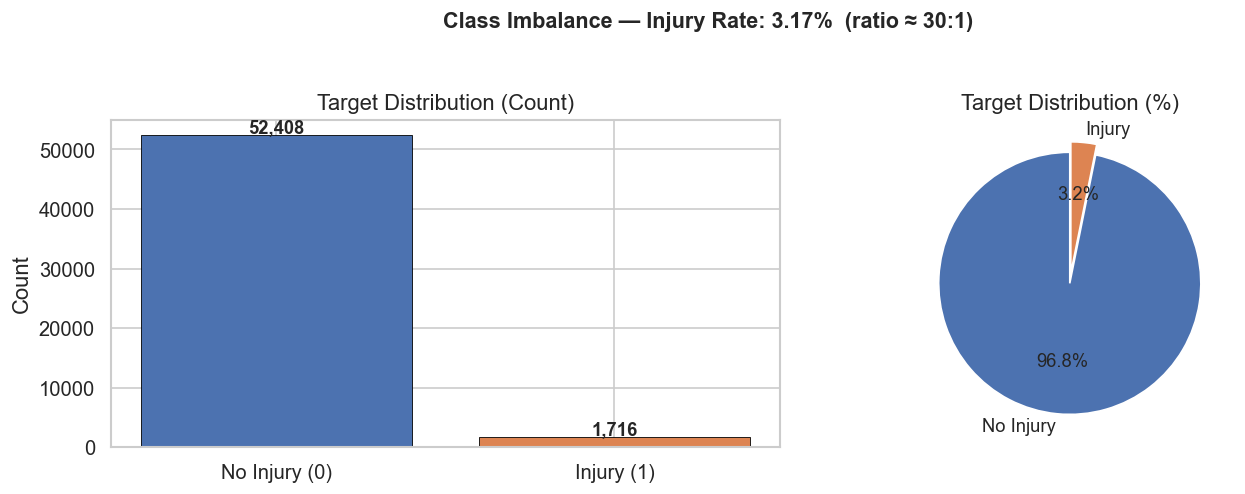 Class Imbalance — Injury Rate: 3.17%  (ratio ≈ 30:1)
Target Distribution (Count)
52,408
1,716
50000
40000
30000
20000
10000
0
Count
No Injury (0)
Injury (1)
Target Distribution (%)
Injury
3.2%
96.8%
No Injury